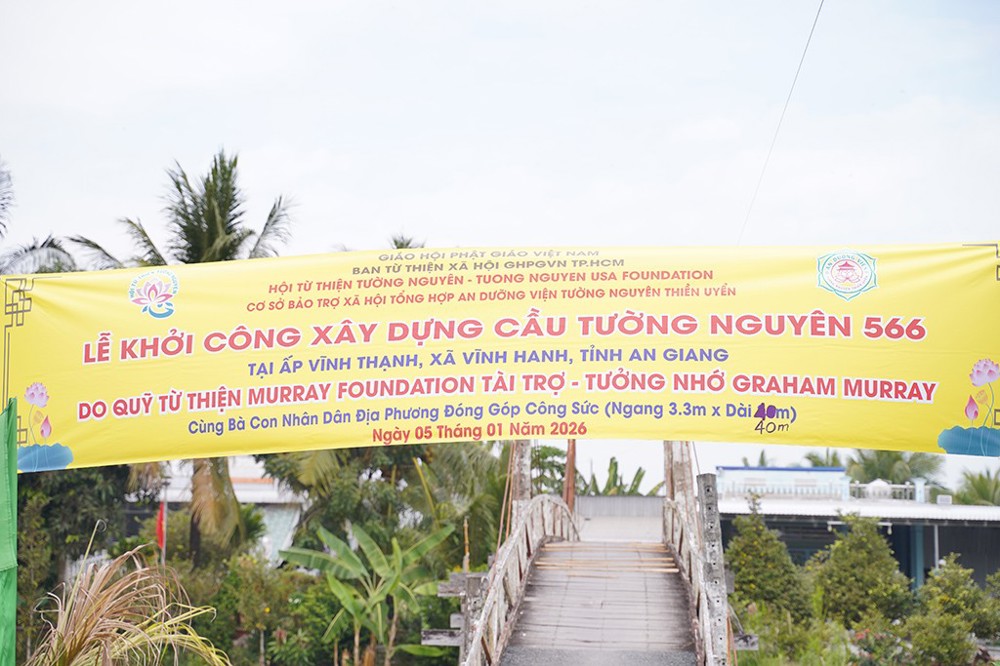 GIÁO HỘI PHẬT GIÁO VIỆT NAM
BAN TỪ THIỆN XÃ HỘI GHPGVN TP.HCM
HỘI TỪ THIỆN TƯỜNG NGUYÊN - TUONG NGUYEN USA FOUNDATION
CƠ SỞ BẢO TRỢ XÃ HỘI TỔNG HỢP AN DƯỠNG VIỆN TƯỜNG NGUYÊN THIỀN UYỂN
LỄ KHỞI CÔNG XÂY DỰNG CẦU TƯỜNG NGUYÊN 566
TẠI ẤP VĨNH THẠNH, XÃ VĨNH HANH, TỈNH AN GIANG
DO QUỸ TỪ THIỆN MURRAY FOUNDATION TÀI TRỢ - TƯỞNG NHỚ GRAHAM MURRAY
Cùng Bà Con Nhân Dân Địa Phương Đóng Góp Công Sức (Ngang 3.3m x Dài 40m)
40m
Ngày 05 Tháng 01 Năm 2026